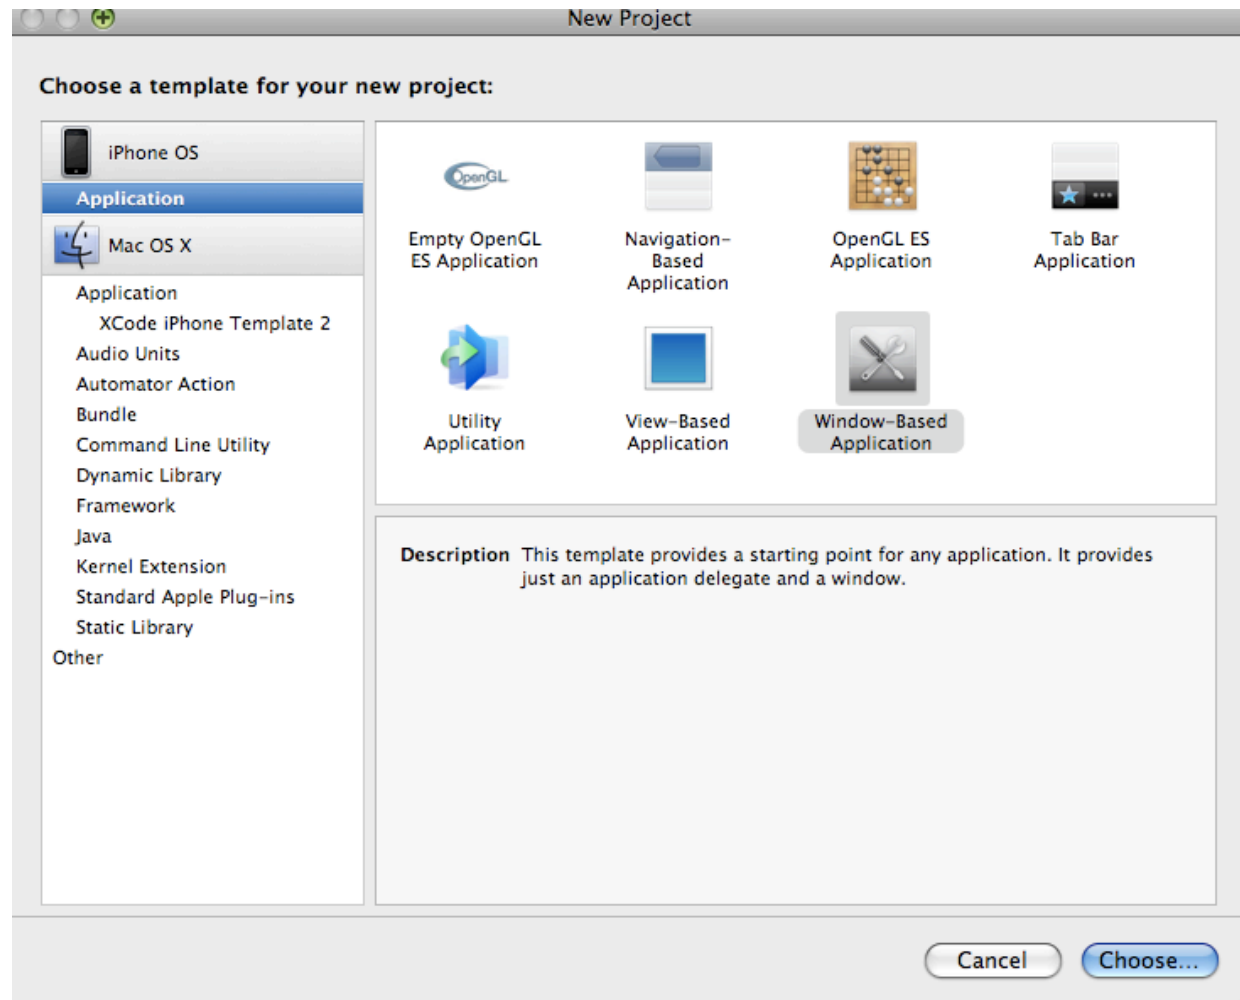 New Project
Choose a template for your new project:
iPhone OS
Application
Mac OS X
Application
XCode iPhone Template 2
Audio Units
Automator Action
Bundle
Command Line Utility
Dynamic Library
Framework
Java
Kernel Extension
Standard Apple Plug-ins
Static Library
Other
OpenGL
Empty OpenGL
ES Application
Navigation-
Based
Application
OpenGL ES
Application
Tab Bar
Application
Utility
Application
View-Based
Application
Window-Based
Application
Description This template provides a starting point for any application. It provides
just an application delegate and a window.
Cancel
Choose...